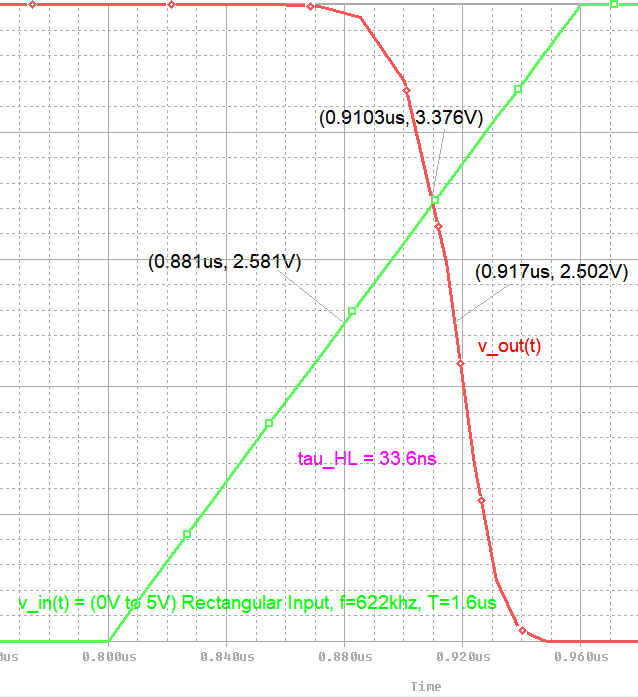 (0.9103us, 3.376V)
(0.881us, 2.581V)
(0.917us, 2.502V)
v_out(t)
tau_HL = 33.6ns
v_in(t) = (0V to 5V) Rectangular Input, f=622khz, T=1.6us
0us 0.800us 0.840us 0.880us 0.920us 0.960us
Time